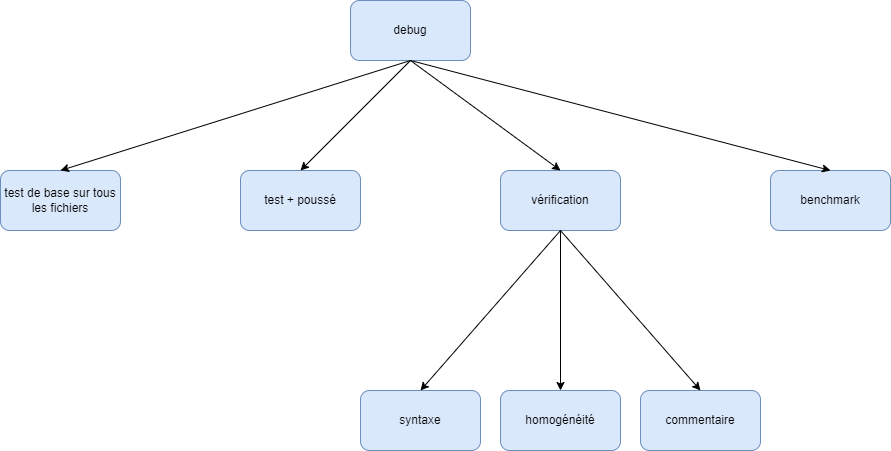 debug
test de base sur tous
les fichiers
test + poussé
vérification
benchmark
syntaxe
homogénéité
commentaire